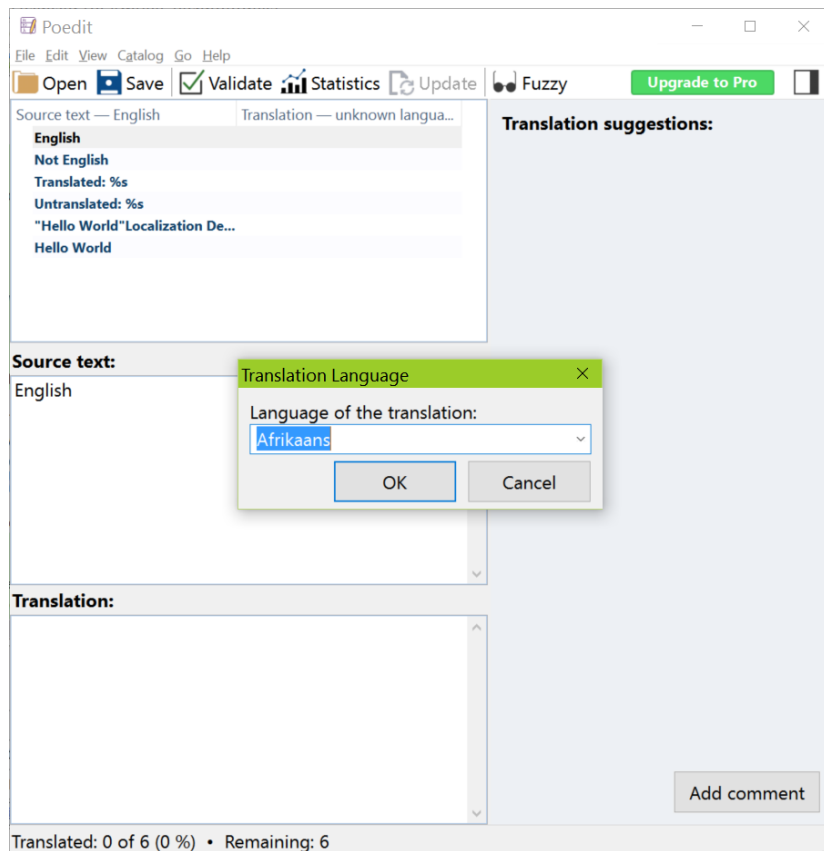 Poedit
File Edit View Catalog Go Help
Open Save Validate Statistics Update Fuzzy Upgrade to Pro
Source text — English Translation — unknown langua...
English
Not English
Translated: %s
Untranslated: %s
"Hello World"Localization De...
Hello World
Translation suggestions:
Source text:
English
Translation Language
Language of the translation:
Afrikaans
OK Cancel
Translation:
Add comment
Translated: 0 of 6 (0 %) • Remaining: 6